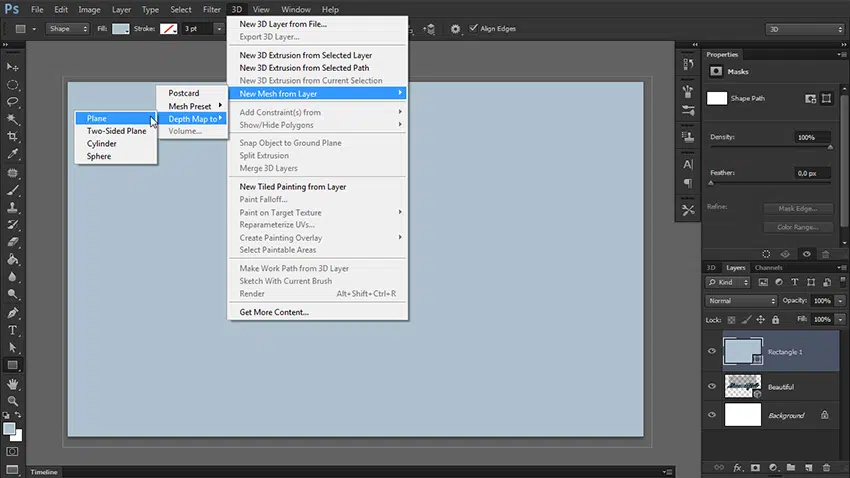 Ps File Edit Image Layer Type Select Filter 3D View Window Help
Shape Fill: Stroke: 3 pt Align Edges 3D
New 3D Layer from File...
Export 3D Layer...
New 3D Extrusion from Selected Layer
New 3D Extrusion from Selected Path
New 3D Extrusion from Current Selection
New Mesh from Layer
Add Constraint(s) from
Show/Hide Polygons
Snap Object to Ground Plane
Split Extrusion
Merge 3D Layers
New Tiled Painting from Layer
Paint Falloff...
Paint on Target Texture
Reparameterize UVs...
Create Painting Overlay
Select Paintable Areas
Make Work Path from 3D Layer
Sketch With Current Brush
Render Alt+Shift+Ctrl+R
Get More Content...
Postcard
Mesh Preset
Depth Map to
Volume...
Plane
Two-Sided Plane
Cylinder
Sphere
Properties
Masks
Shape Path
Density: 100%
Feather: 0,0 px
Refine: Mask Edge...
Color Range...
3D Layers Channels
Kind
Normal Opacity: 100%
Lock: Fill: 100%
Rectangle 1
Beautiful
Background
Timeline